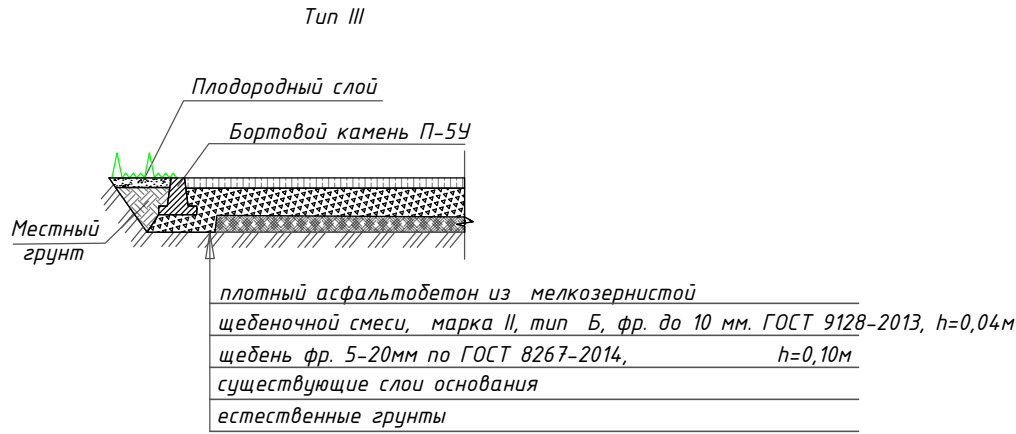 Тип III
Плодородный слой
Бортовой камень П-5У
Местный
грунт
плотный асфальтобетон из мелкозернистой
щебеночной смеси, марка II, тип Б, фр. до 10 мм. ГОСТ 9128-2013, h=0,04м
щебень фр. 5-20мм по ГОСТ 8267-2014, h=0,10м
существующие слои основания
естественные грунты